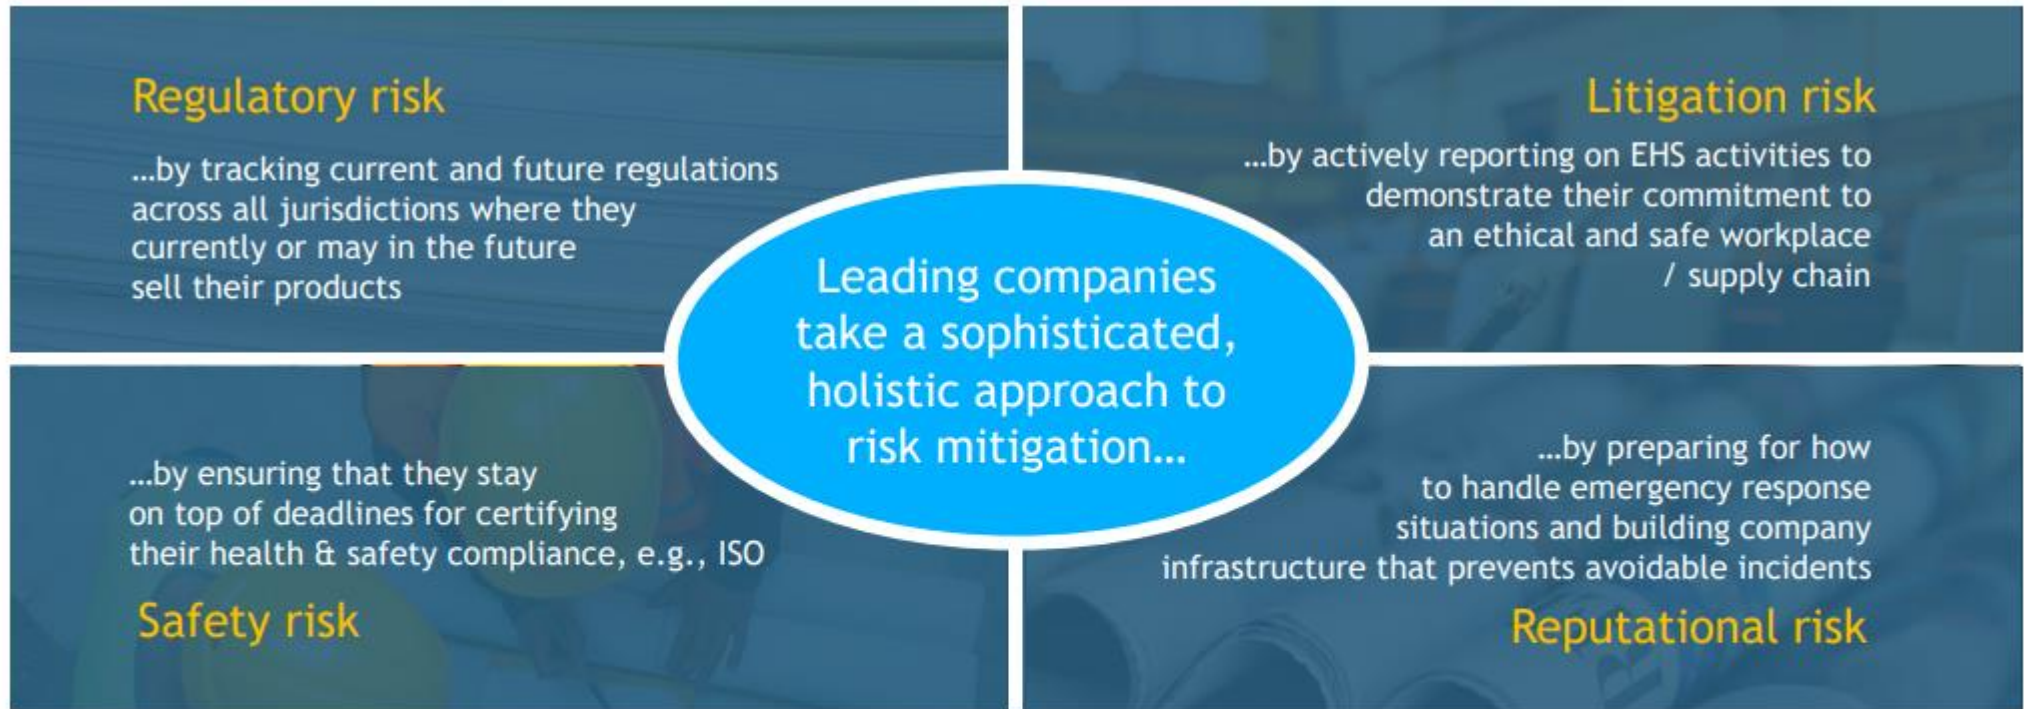 Regulatory risk
...by tracking current and future regulations
across all jurisdictions where they
currently or may in the future
sell their products
Litigation risk
...by actively reporting on EHS activities to
demonstrate their commitment to
an ethical and safe workplace
/ supply chain
Leading companies
take a sophisticated,
holistic approach to
risk mitigation...
...by ensuring that they stay
on top of deadlines for certifying
their health & safety compliance, e.g., ISO
Safety risk
...by preparing for how
to handle emergency response
situations and building company
infrastructure that prevents avoidable incidents
Reputational risk